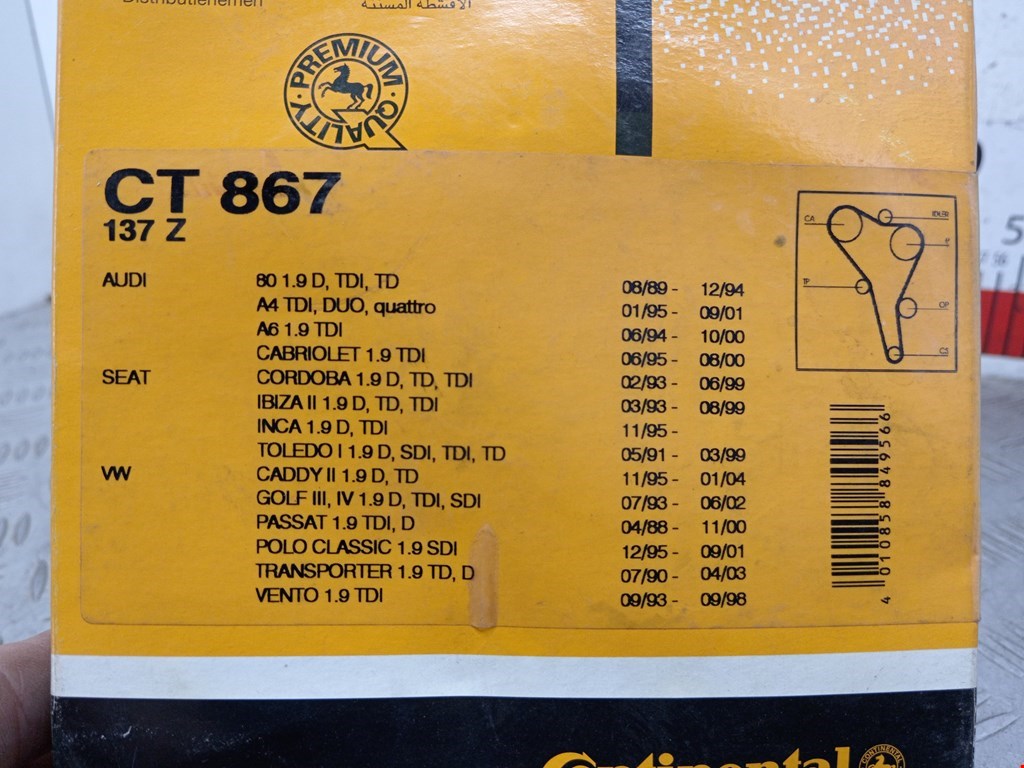 Distributieriemen
الأقشطة المسننة
PREMIUM · QUALITY ·
CT 867
137 Z
AUDI 80 1.9 D, TDI, TD 08/89 - 12/94
A4 TDI, DUO, quattro 01/95 - 09/01
A6 1.9 TDI 06/94 - 10/00
CABRIOLET 1.9 TDI 06/95 - 08/00
SEAT CORDOBA 1.9 D, TD, TDI 02/93 - 06/99
IBIZA II 1.9 D, TD, TDI 03/93 - 08/99
INCA 1.9 D, TDI 11/95 -
TOLEDO I 1.9 D, SDI, TDI, TD 05/91 - 03/99
VW CADDY II 1.9 D, TD 11/95 - 01/04
GOLF III, IV 1.9 D, TDI, SDI 07/93 - 06/02
PASSAT 1.9 TDI, D 04/88 - 11/00
POLO CLASSIC 1.9 SDI 12/95 - 09/01
TRANSPORTER 1.9 TD, D 07/90 - 04/03
VENTO 1.9 TDI 09/93 - 09/98
CA
IDLER
IP
TP
OP
CS
4 010858 849566
Continental
CONTINENTAL
5